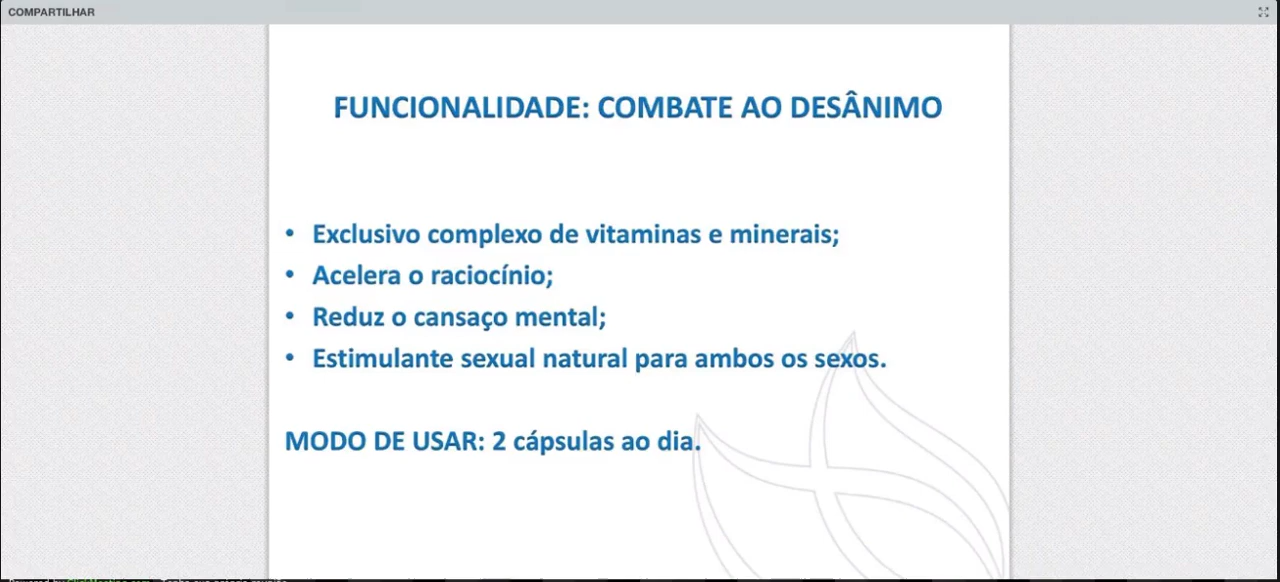 COMPARTILHAR
FUNCIONALIDADE: COMBATE AO DESÂNIMO
• Exclusivo complexo de vitaminas e minerais;
• Acelera o raciocínio;
• Reduz o cansaço mental;
• Estimulante sexual natural para ambos os sexos.
MODO DE USAR: 2 cápsulas ao dia.